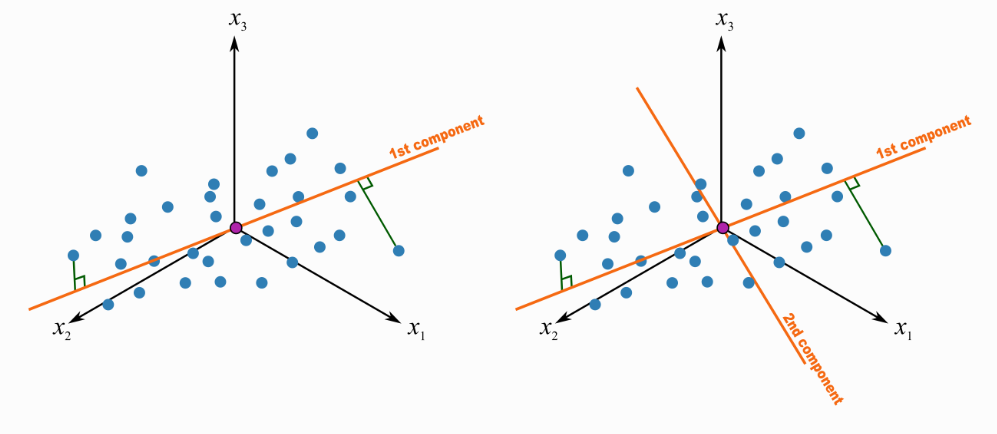 x₃
1st component
x₂
x₁
x₃
1st component
2nd component
x₂
x₁